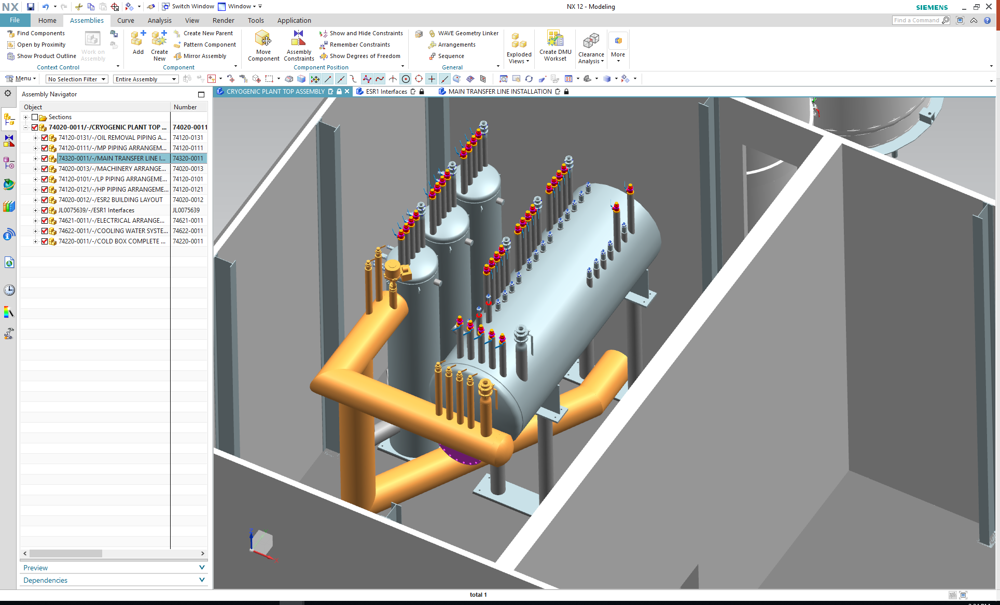 NX
Switch Window
Window
NX 12 - Modeling
SIEMENS
File
Home
Assemblies
Curve
Analysis
View
Render
Tools
Application
Find a Command
Find Components
Open by Proximity
Show Product Outline
Work on Assembly
Context Control
Add
Create New
Create New Parent
Pattern Component
Mirror Assembly
Component
Move Component
Assembly Constraints
Show and Hide Constraints
Remember Constraints
Show Degrees of Freedom
Component Position
WAVE Geometry Linker
Arrangements
Sequence
General
Exploded Views
Create DMU Workset
Clearance Analysis
More
Menu
No Selection Filter
Entire Assembly
Assembly Navigator
CRYOGENIC PLANT TOP ASSEMBLY
ESR1 Interfaces
MAIN TRANSFER LINE INSTALLATION
Object Number
Sections
74020-0011/-/CRYOGENIC PLANT TOP ... 74020-0011
74120-0131/-/OIL REMOVAL PIPING A... 74120-0131
74120-0111/-/MP PIPING ARRANGEM... 74120-0111
74320-0011/-/MAIN TRANSFER LINE I... 74320-0011
74020-0013/-/MACHINERY ARRANGE... 74020-0013
74120-0101/-/LP PIPING ARRANGEME... 74120-0101
74120-0121/-/HP PIPING ARRANGEME... 74120-0121
74020-0012/-/ESR2 BUILDING LAYOUT 74020-0012
JL0075639/-/ESR1 Interfaces JL0075639
74621-0011/-/ELECTRICAL ARRANGE... 74621-0011
74622-0011/-/COOLING WATER SYSTE... 74622-0011
74220-0011/-/COLD BOX COMPLETE ... 74220-0011
Z
X
Preview
Dependencies
total 1